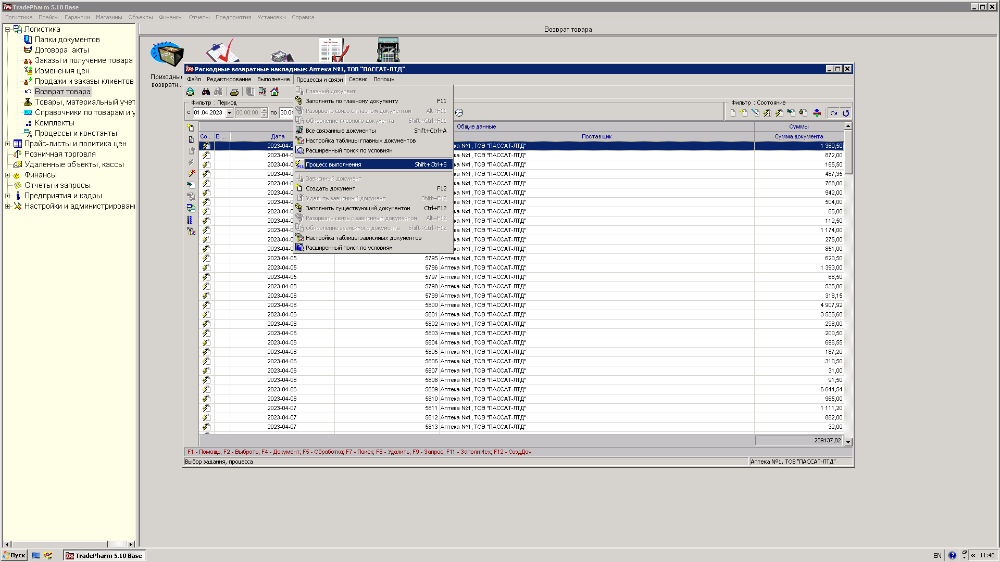 TradePharm 5.10 Base
Логистика Прайсы Гарантии Магазины Объекты Финансы Отчеты Предприятия Установки Справка
Логистика
Папки документов
Договора, акты
Заказы и получение товара
Изменения цен
Продажи и заказы клиентов
Возврат товара
Товары, материальный учет
Справочники по товарам и у
Комплекты
Процессы и константы
Прайс-листы и политика цен
Розничная торговля
Удаленные объекты, кассы
Финансы
Отчеты и запросы
Предприятия и кадры
Настройки и администрирован
Возврат товара
Приходные
возвратн...
Расходные возвратные накладные: Аптека №1, ТОВ "ПАССАТ-ЛТД"
Файл Редактирование Выполнение Процессы и связи Сервис Помощь
Фильтр : Период
с 01.04.2023 00:00:00 по 30.04
Фильтр : Состояние
Главный документ
Заполнить по главному документу F11
Разорвать связь с главным документом Alt+F11
Обновление главного документа Shift+Ctrl+F11
Все связанные документы Shift+Ctrl+A
Настройка таблицы главных документов
Расширенный поиск по условиям
Процесс выполнения Shift+Ctrl+S
Зависимый документ
Создать документ F12
Удалить зависимый документ Shift+F12
Заполнить существующий документом Ctrl+F12
Разорвать связь с зависимым документом Alt+F12
Обновление зависимого документа Shift+Ctrl+F12
Настройка таблицы зависимых документов
Расширенный поиск по условиям
Общие данные Суммы
Со... В ... Дата Поставщик Сумма документа
2023-04-0 ка №1, ТОВ "ПАССАТ-ЛТД" 1 360,50
2023-04-0 ка №1, ТОВ "ПАССАТ-ЛТД" 872,00
2023-04-0 ка №1, ТОВ "ПАССАТ-ЛТД" 165,50
2023-04-0 ка №1, ТОВ "ПАССАТ-ЛТД" 487,35
2023-04-0 ка №1, ТОВ "ПАССАТ-ЛТД" 768,00
2023-04-0 ка №1, ТОВ "ПАССАТ-ЛТД" 942,00
2023-04-0 ка №1, ТОВ "ПАССАТ-ЛТД" 504,00
2023-04-0 ка №1, ТОВ "ПАССАТ-ЛТД" 65,00
2023-04-0 ка №1, ТОВ "ПАССАТ-ЛТД" 112,50
2023-04-0 ка №1, ТОВ "ПАССАТ-ЛТД" 1 174,00
2023-04-0 ка №1, ТОВ "ПАССАТ-ЛТД" 275,00
2023-04-0 ка №1, ТОВ "ПАССАТ-ЛТД" 851,00
2023-04-05 5795 Аптека №1, ТОВ "ПАССАТ-ЛТД" 620,50
2023-04-05 5796 Аптека №1, ТОВ "ПАССАТ-ЛТД" 1 393,00
2023-04-05 5797 Аптека №1, ТОВ "ПАССАТ-ЛТД" 66,50
2023-04-05 5798 Аптека №1, ТОВ "ПАССАТ-ЛТД" 535,00
2023-04-06 5799 Аптека №1, ТОВ "ПАССАТ-ЛТД" 318,15
2023-04-06 5800 Аптека №1, ТОВ "ПАССАТ-ЛТД" 4 907,92
2023-04-06 5801 Аптека №1, ТОВ "ПАССАТ-ЛТД" 3 535,60
2023-04-06 5802 Аптека №1, ТОВ "ПАССАТ-ЛТД" 298,00
2023-04-06 5803 Аптека №1, ТОВ "ПАССАТ-ЛТД" 200,50
2023-04-06 5804 Аптека №1, ТОВ "ПАССАТ-ЛТД" 696,55
2023-04-06 5805 Аптека №1, ТОВ "ПАССАТ-ЛТД" 187,20
2023-04-06 5806 Аптека №1, ТОВ "ПАССАТ-ЛТД" 310,50
2023-04-06 5807 Аптека №1, ТОВ "ПАССАТ-ЛТД" 31,00
2023-04-06 5808 Аптека №1, ТОВ "ПАССАТ-ЛТД" 91,50
2023-04-06 5809 Аптека №1, ТОВ "ПАССАТ-ЛТД" 6 644,54
2023-04-06 5810 Аптека №1, ТОВ "ПАССАТ-ЛТД" 965,00
2023-04-07 5811 Аптека №1, ТОВ "ПАССАТ-ЛТД" 1 111,20
2023-04-07 5812 Аптека №1, ТОВ "ПАССАТ-ЛТД" 882,00
2023-04-07 5813 Аптека №1, ТОВ "ПАССАТ-ЛТД" 32,00
259137,82
F1 - Помощь; F2 - Выбрать; F4 - Документ; F5 - Обработка; F7 - Поиск; F8 - Удалить; F9 - Запрос; F11 - ЗаполнИсх; F12 - СоздДоч
Выбор задания, процесса Аптека №1, ТОВ "ПАССАТ-ЛТД"
Пуск TradePharm 5.10 Base EN 11:48